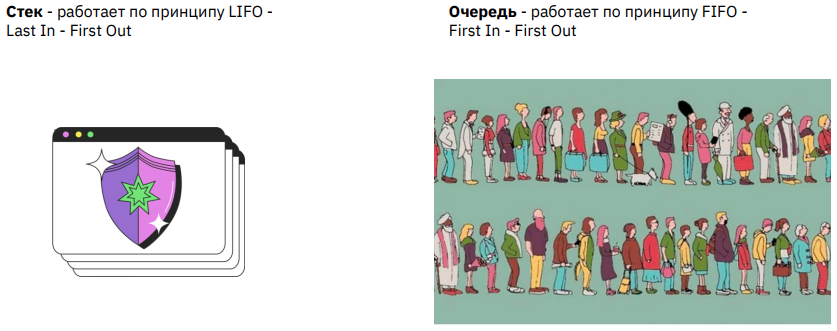 Стек - работает по принципу LIFO -
Last In - First Out
Очередь - работает по принципу FIFO -
First In - First Out